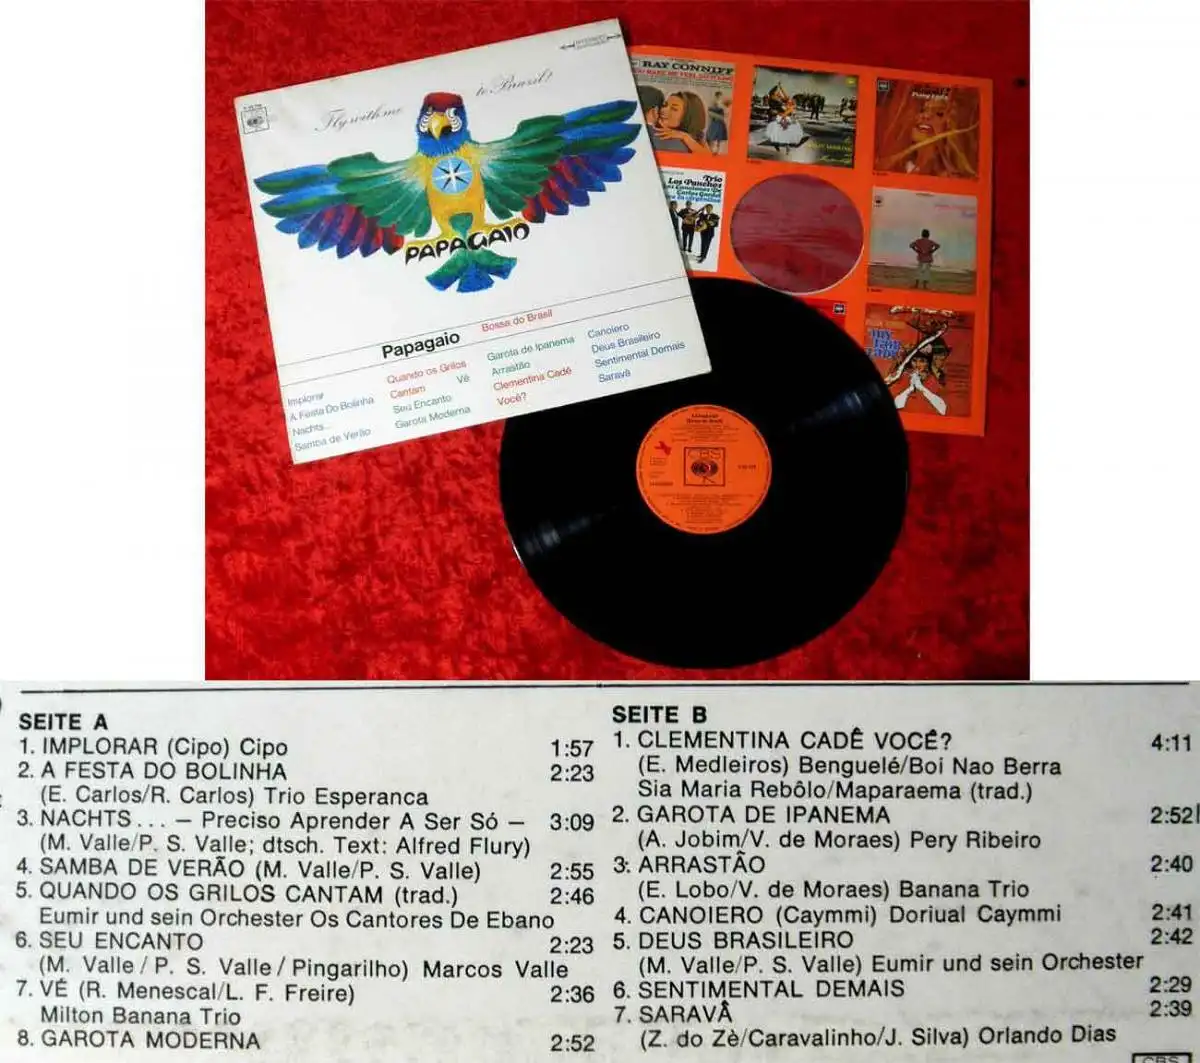 Fly with me to Brazil!
CBS
PAPAGAIO
Papagaio
Bossa do Brasil
Implorar
A Festa Do Bolinha
Nachts...
Samba de Verão
Quando os Grilos
Cantam
Vê
Seu Encanto
Garota Moderna
Garota de Ipanema
Arrastão
Clementina Cadê
Você?
Canoiero
Deus Brasileiro
Sentimental Demais
Saravà
RAY CONNIFF
Trio
Los Panchos
CBS
SEITE A
1. IMPLORAR (Cipo) Cipo 1:57
2. A FESTA DO BOLINHA 2:23
(E. Carlos/R. Carlos) Trio Esperanca
3. NACHTS... – Preciso Aprender A Ser Só – 3:09
(M. Valle/P. S. Valle; dtsch. Text: Alfred Flury)
4. SAMBA DE VERÃO (M. Valle/P. S. Valle) 2:55
5. QUANDO OS GRILOS CANTAM (trad.) 2:46
Eumir und sein Orchester Os Cantores De Ebano
6. SEU ENCANTO 2:23
(M. Valle / P. S. Valle / Pingarilho) Marcos Valle
7. VÉ (R. Menescal/L. F. Freire) 2:36
Milton Banana Trio
8. GAROTA MODERNA 2:52
SEITE B
1. CLEMENTINA CADÊ VOCÊ? 4:11
(E. Medleiros) Benguelé/Boi Nao Berra
Sia Maria Rebôlo/Maparaema (trad.)
2. GAROTA DE IPANEMA 2:52
(A. Jobim/V. de Moraes) Pery Ribeiro
3. ARRASTÂO 2:40
(E. Lobo/V. de Moraes) Banana Trio
4. CANOIERO (Caymmi) Doriual Caymmi 2:41
5. DEUS BRASILEIRO 2:42
(M. Valle/P. S. Valle) Eumir und sein Orchester
6. SENTIMENTAL DEMAIS 2:29
7. SARAVÂ 2:39
(Z. do Zè/Caravalinho/J. Silva) Orlando Dias
CBS